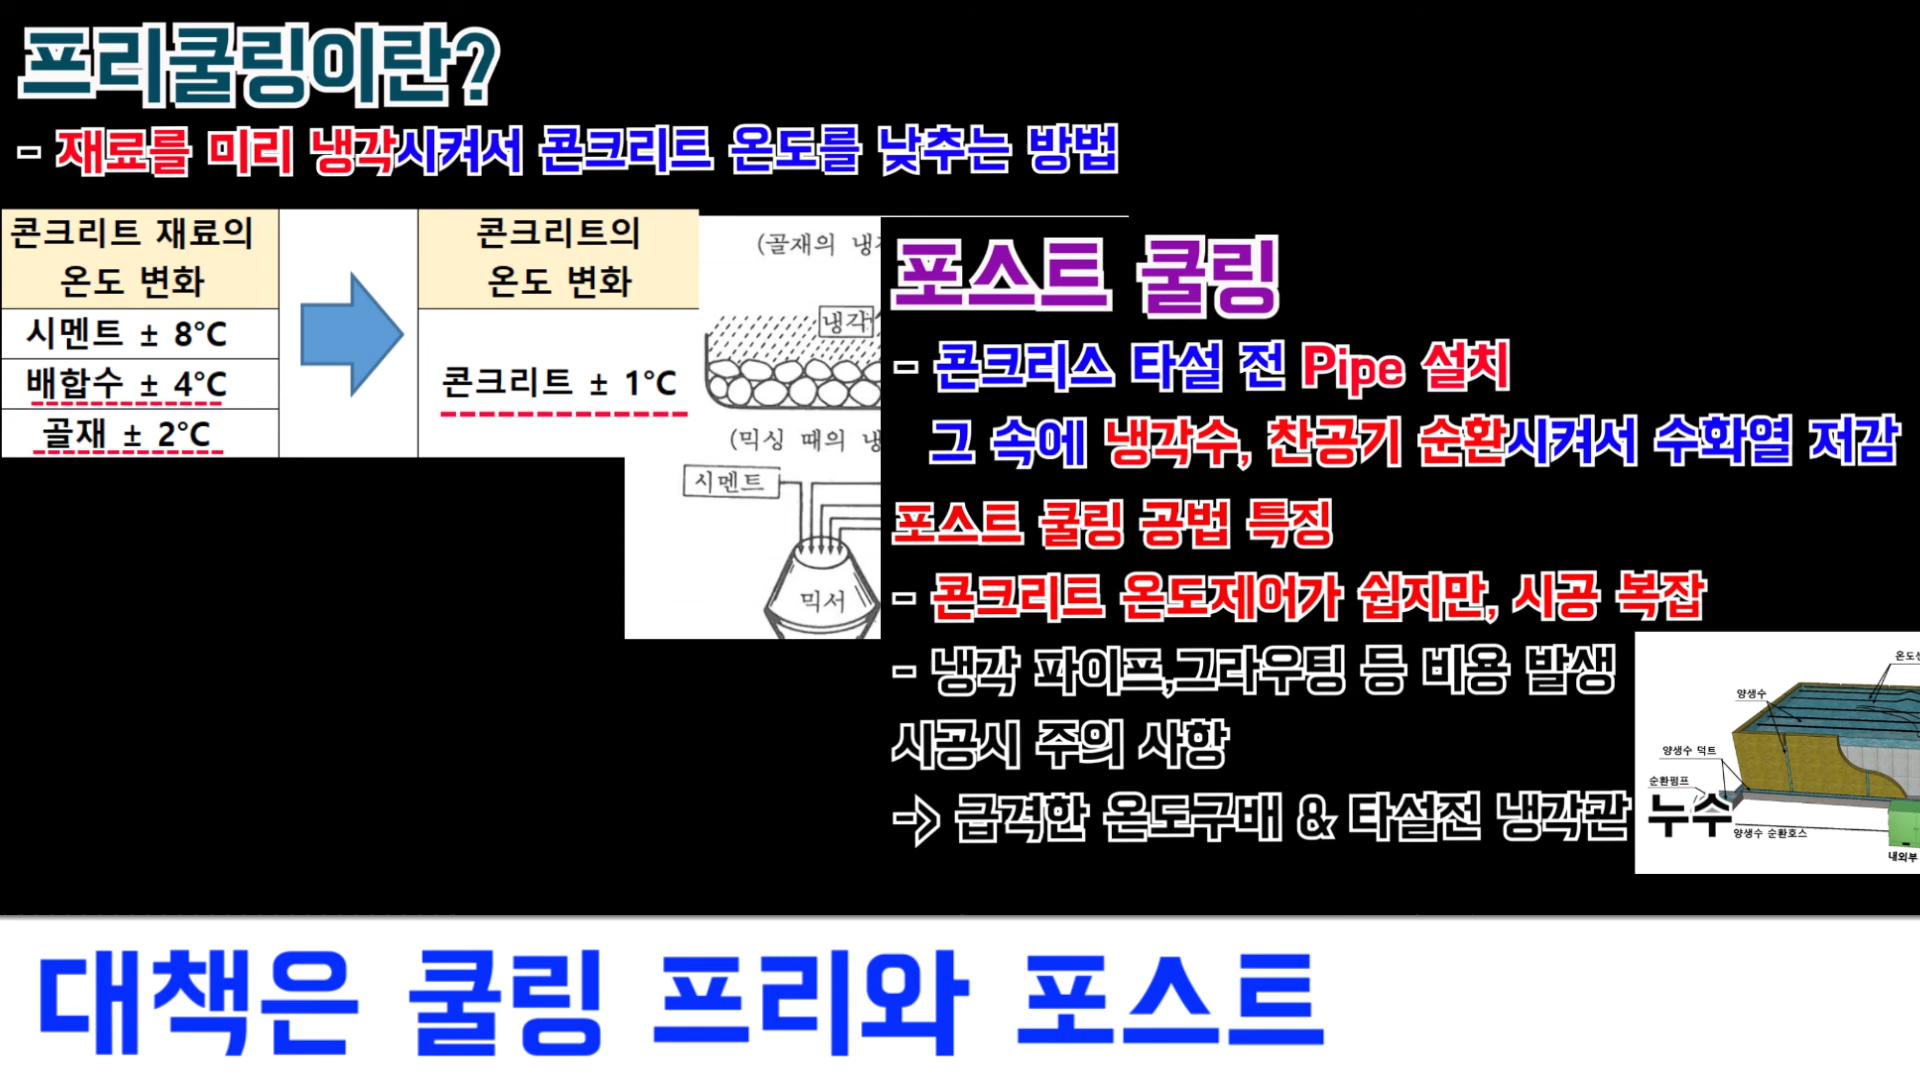 프리쿨링이란?
- 재료를 미리 냉각시켜서 콘크리트 온도를 낮추는 방법
콘크리트 재료의
온도 변화
시멘트 ± 8°C
배합수 ± 4°C
골재 ± 2°C
콘크리트의
온도 변화
콘크리트 ± 1°C
(골재의
냉각
(믹싱 때의
시멘트
믹서
포스트 쿨링
- 콘크리스 타설 전 Pipe 설치
그 속에 냉각수, 찬공기 순환시켜서 수화열 저감
포스트 쿨링 공법 특징
- 콘크리트 온도제어가 쉽지만, 시공 복잡
- 냉각 파이프,그라우팅 등 비용 발생
시공시 주의 사항
-> 급격한 온도구배 & 타설전 냉각관 누수
양생수
양생수 덕트
순환펌프
양생수 순환호스
내외부
대책은 쿨링 프리와 포스트